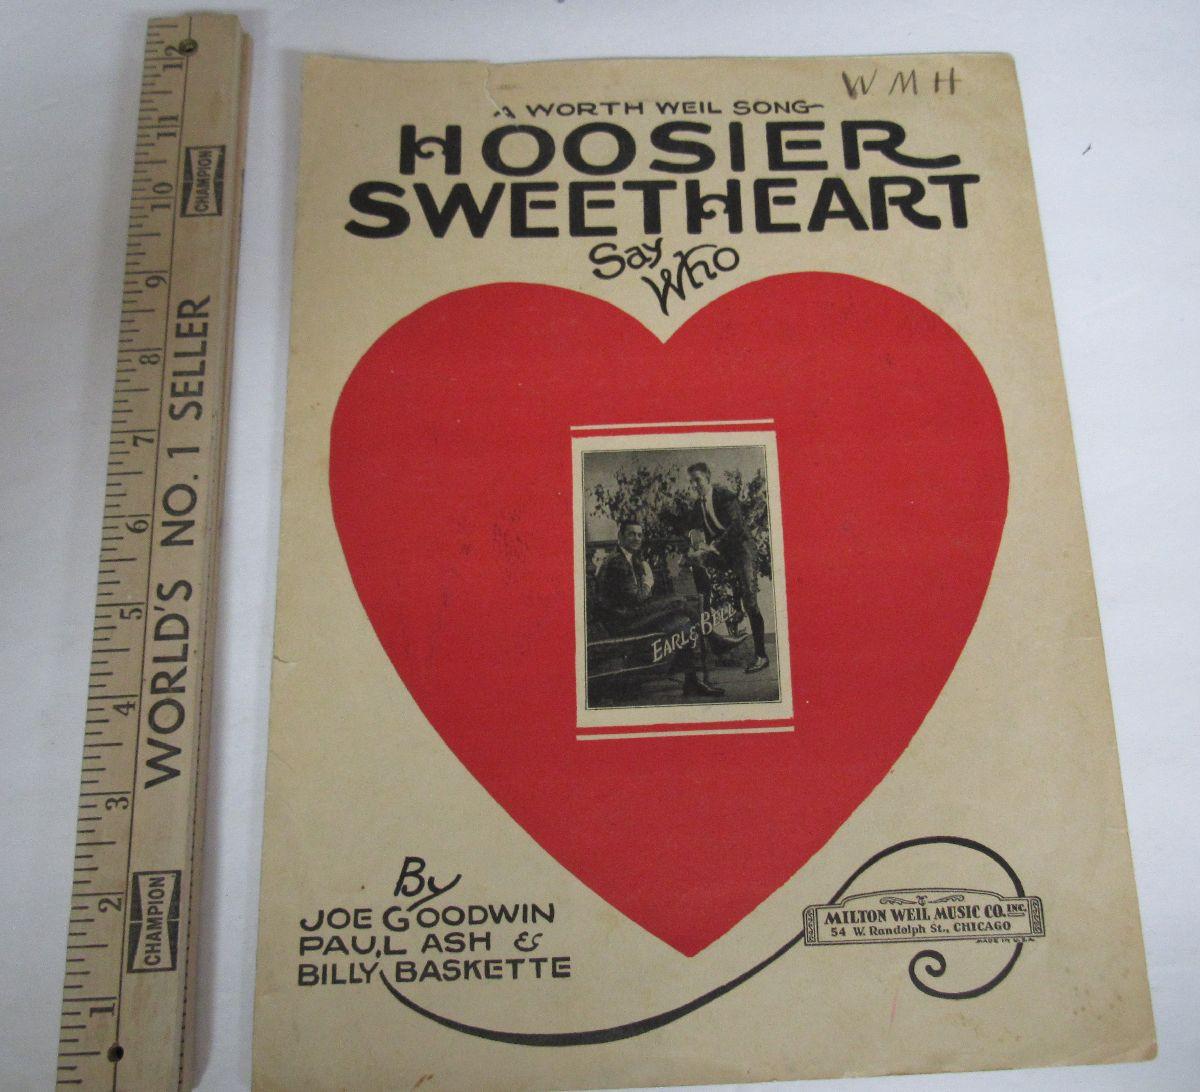 W M H
A WORTH WEIL SONG
HOOSIER
SWEETHEART
Say
Who
EARL & BELL
By
JOE GOODWIN
PAUL ASH &
BILLY BASKETTE
MILTON WEIL MUSIC CO. INC.
54 W. Randolph St., CHICAGO
MADE IN U.S.A.
CHAMPION
WORLD'S NO. 1 SELLER
CHAMPION
1
2
3
4
5
6
7
8
9
10
11
12